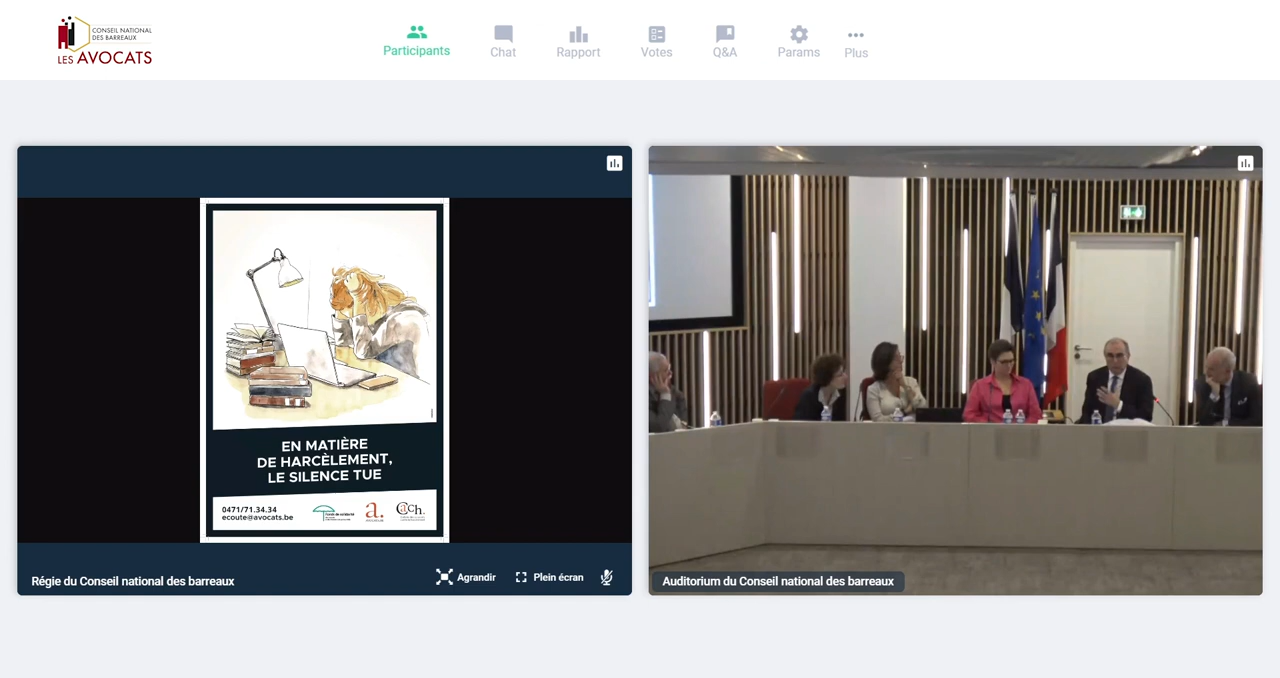 CONSEIL NATIONAL
DES BARREAUX
LES AVOCATS
Participants
Chat
Rapport
Votes
Q&A
Params
Plus
EN MATIÈRE
DE HARCÈLEMENT,
LE SILENCE TUE
0471/71.34.34
ecoute@avocats.be
a.
Régie du Conseil national des barreaux
Agrandir
Plein écran
Auditorium du Conseil national des barreaux